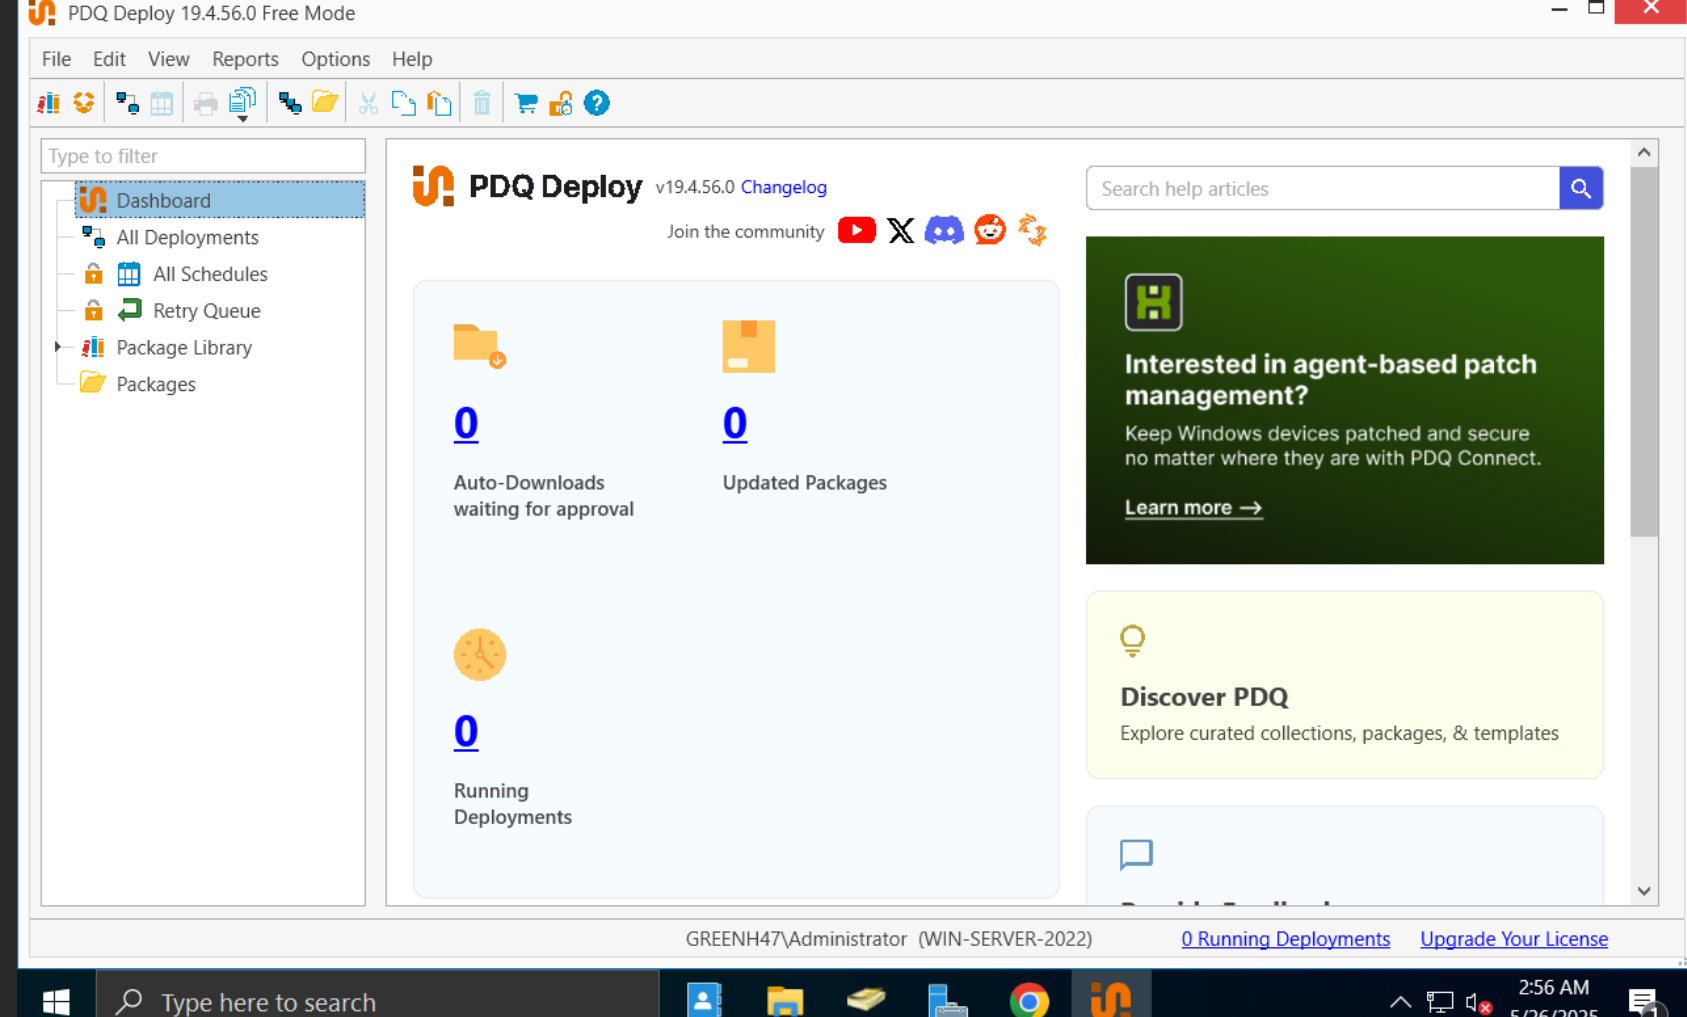 PDQ Deploy 19.4.56.0 Free Mode
File Edit View Reports Options Help
Type to filter
Dashboard
All Deployments
All Schedules
Retry Queue
Package Library
Packages
PDQ Deploy v19.4.56.0 Changelog
Join the community
0
Auto-Downloads
waiting for approval
0
Updated Packages
0
Running
Deployments
Search help articles
Interested in agent-based patch
management?
Keep Windows devices patched and secure
no matter where they are with PDQ Connect.
Learn more →
Discover PDQ
Explore curated collections, packages, & templates
GREENH47\Administrator (WIN-SERVER-2022)
0 Running Deployments
Upgrade Your License
Type here to search
2:56 AM
5/26/2025
1